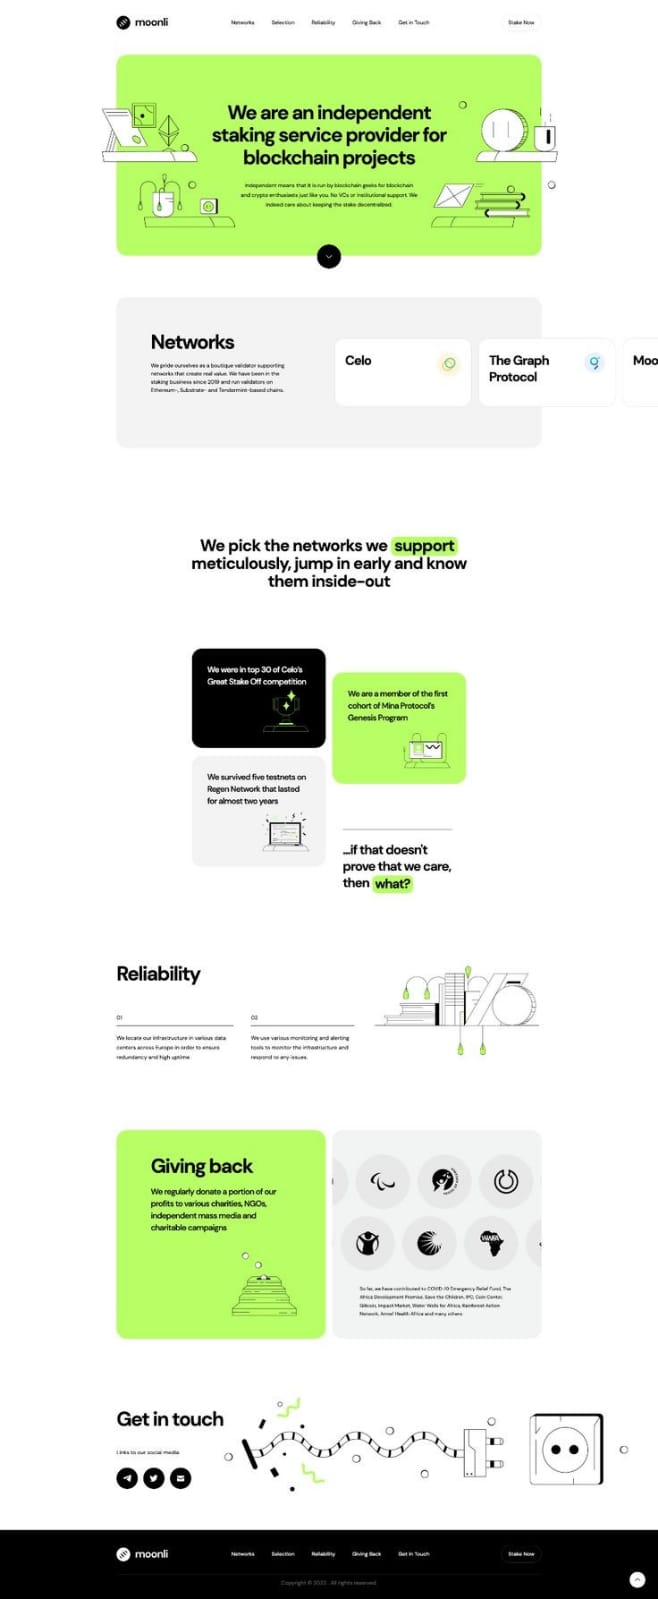 moonli
Networks Selection Reliability Giving Back Get in Touch Stake Now
We are an independent
staking service provider for
blockchain projects
Independent means that it is run by blockchain geeks for blockchain
and crypto enthusiasts just like you. No VCs or institutional support. We
indeed care about keeping the stake decentralized.
Networks
We pride ourselves as a boutique validator supporting
networks that create real value. We have been in the
staking business since 2019 and run validators on
Ethereum-, Substrate- and Tendermint-based chains.
Celo
The Graph
Protocol
Moo
We pick the networks we support
meticulously, jump in early and know
them inside-out
We were in top 30 of Celo's
Great Stake Off competition
We are a member of the first
cohort of Mina Protocol's
Genesis Program
We survived five testnets on
Regen Network that lasted
for almost two years
...if that doesn't
prove that we care,
then what?
Reliability
01
We locate our infrastructure in various data
centers across Europe in order to ensure
redundancy and high uptime.
02
We use various monitoring and alerting
tools to monitor the infrastructure and
respond to any issues.
Giving back
We regularly donate a portion of our
profits to various charities, NGOs,
independent mass media and
charitable campaigns
So far, we have contributed to COVID-19 Emergency Relief Fund, The
Africa Development Promise, Save the Children, IPC, Coin Center,
Gitcoin, Impact Market, Water Wells for Africa, Rainforest Action
Network, Amref Health Africa and many others.
Get in touch
Links to our social media
moonli
Networks Selection Reliability Giving Back Get in Touch Stake Now
Copyright © 2022. All rights reserved.